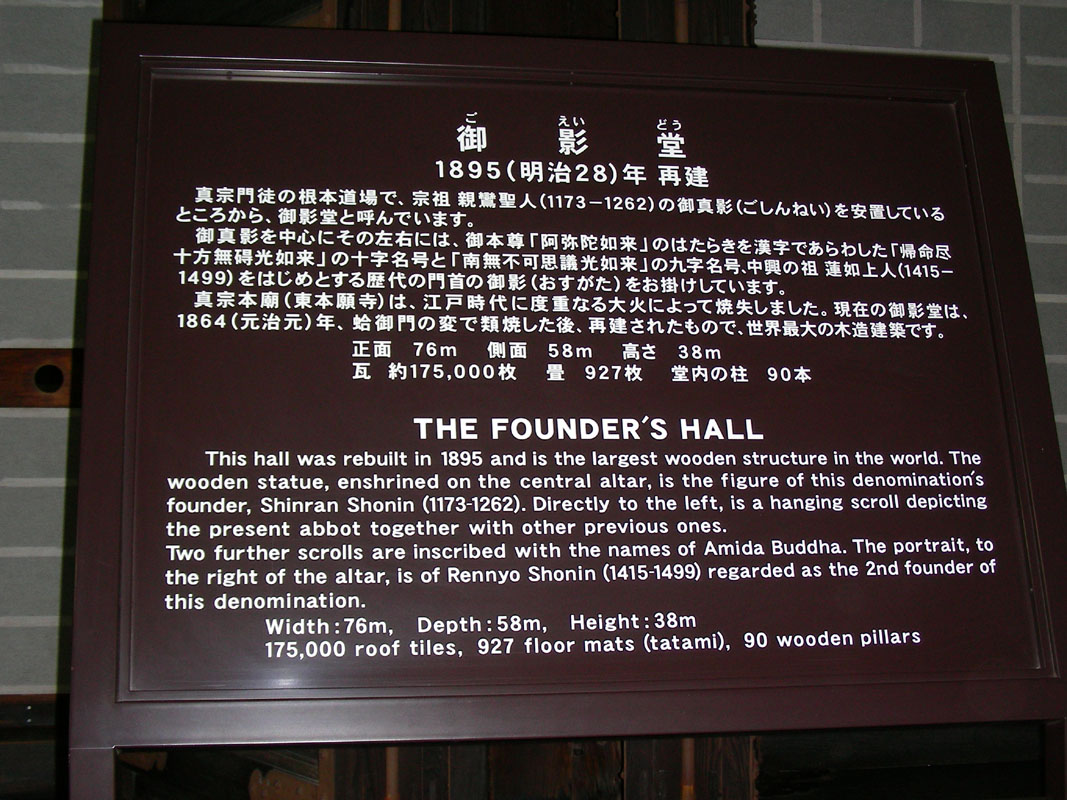 ご えい どう
御 影 堂
1895(明治28)年 再建
真宗門徒の根本道場で、宗祖 親鸞聖人(1173−1262)の御真影(ごしんねい)を安置している
ところから、御影堂と呼んでいます。
御真影を中心にその左右には、御本尊「阿弥陀如来」のはたらきを漢字であらわした「帰命尽
十方無碍光如来」の十字名号と「南無不可思議光如来」の九字名号、中興の祖 蓮如上人(1415−
1499)をはじめとする歴代の門首の御影(おすがた)をお掛けしています。
真宗本廟(東本願寺)は、江戸時代に度重なる大火によって焼失しました。現在の御影堂は、
1864(元治元)年、蛤御門の変で類焼した後、再建されたもので、世界最大の木造建築です。
正面 76m 側面 58m 高さ 38m
瓦 約175,000枚 畳 927枚 堂内の柱 90本
THE FOUNDER'S HALL
This hall was rebuilt in 1895 and is the largest wooden structure in the world. The
wooden statue, enshrined on the central altar, is the figure of this denomination's
founder, Shinran Shonin (1173-1262). Directly to the left, is a hanging scroll depicting
the present abbot together with other previous ones.
Two further scrolls are inscribed with the names of Amida Buddha. The portrait, to
the right of the altar, is of Rennyo Shonin (1415-1499) regarded as the 2nd founder of
this denomination.
Width:76m, Depth:58m, Height:38m
175,000 roof tiles, 927 floor mats (tatami), 90 wooden pillars